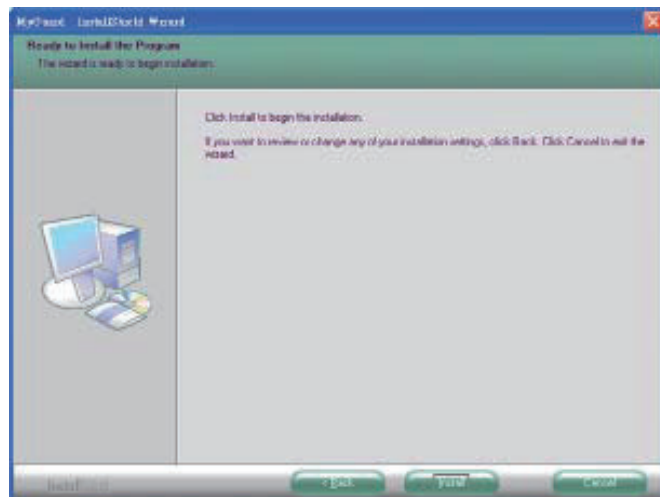 InstallShield Wizard
Ready to Install the Program
The wizard is ready to begin installation.
Click Install to begin the installation.
If you want to review or change any of your installation settings, click Back. Click Cancel to exit the
wizard.
InstallShield
< Back
Install
Cancel